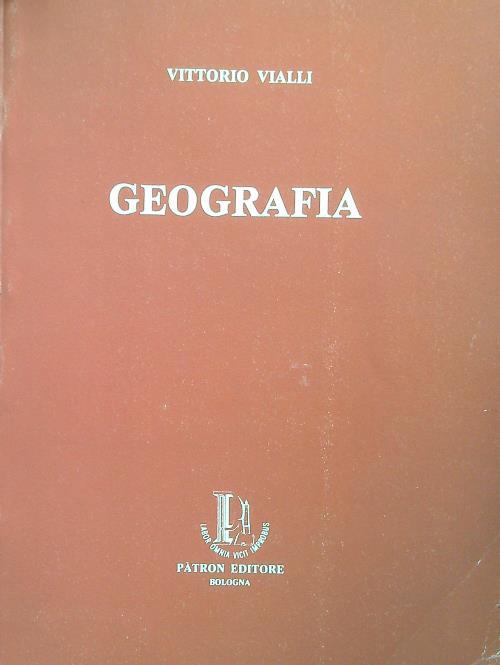 VITTORIO VIALLI
GEOGRAFIA
LABOR OMNIA VICIT IMPROBUS
PÀTRON EDITORE
BOLOGNA